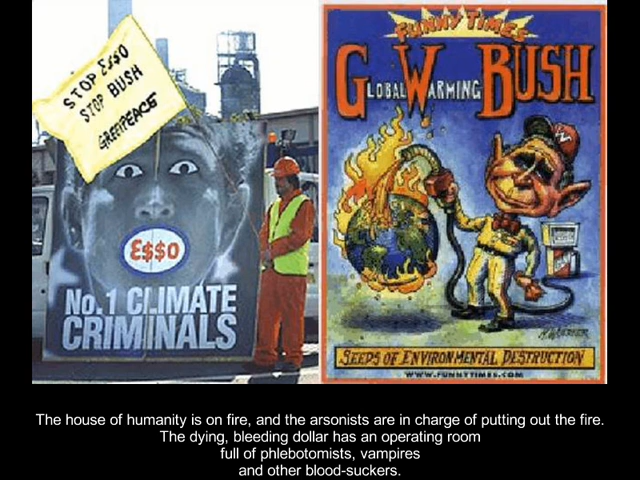 STOP E$$O
STOP BUSH
GREENPEACE
E$$O
No.1 CLIMATE
CRIMINALS
FUNNY TIMES
GLOBAL WARMING BUSH
SEEDS OF ENVIRONMENTAL DESTRUCTION
WWW.FUNNYTIMES.COM
The house of humanity is on fire, and the arsonists are in charge of putting out the fire.
The dying, bleeding dollar has an operating room
full of phlebotomists, vampires
and other blood-suckers.